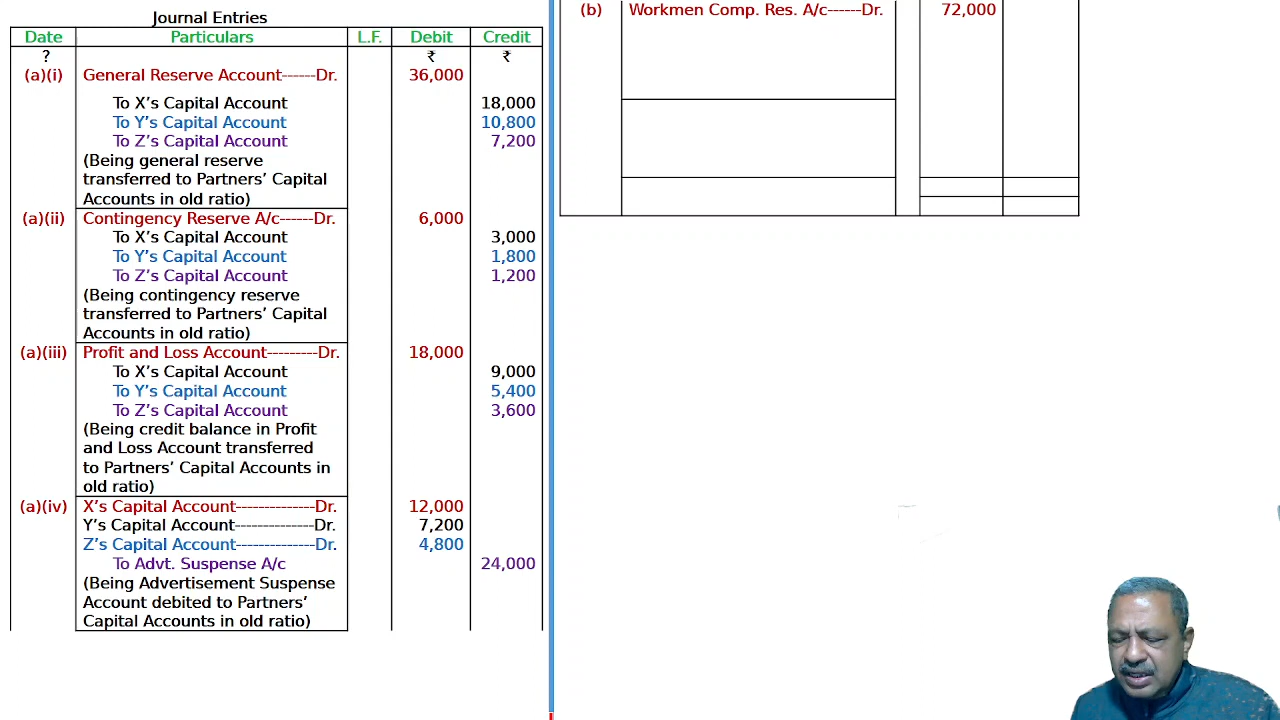 Journal Entries
Date Particulars L.F. Debit Credit
? ₹ ₹
(a)(i) General Reserve Account------Dr. 36,000
To X’s Capital Account 18,000
To Y’s Capital Account 10,800
To Z’s Capital Account 7,200
(Being general reserve
transferred to Partners’ Capital
Accounts in old ratio)
(a)(ii) Contingency Reserve A/c------Dr. 6,000
To X’s Capital Account 3,000
To Y’s Capital Account 1,800
To Z’s Capital Account 1,200
(Being contingency reserve
transferred to Partners’ Capital
Accounts in old ratio)
(a)(iii) Profit and Loss Account---------Dr. 18,000
To X’s Capital Account 9,000
To Y’s Capital Account 5,400
To Z’s Capital Account 3,600
(Being credit balance in Profit
and Loss Account transferred
to Partners’ Capital Accounts in
old ratio)
(a)(iv) X’s Capital Account--------------Dr. 12,000
Y’s Capital Account--------------Dr. 7,200
Z’s Capital Account--------------Dr. 4,800
To Advt. Suspense A/c 24,000
(Being Advertisement Suspense
Account debited to Partners’
Capital Accounts in old ratio)
(b) Workmen Comp. Res. A/c------Dr. 72,000